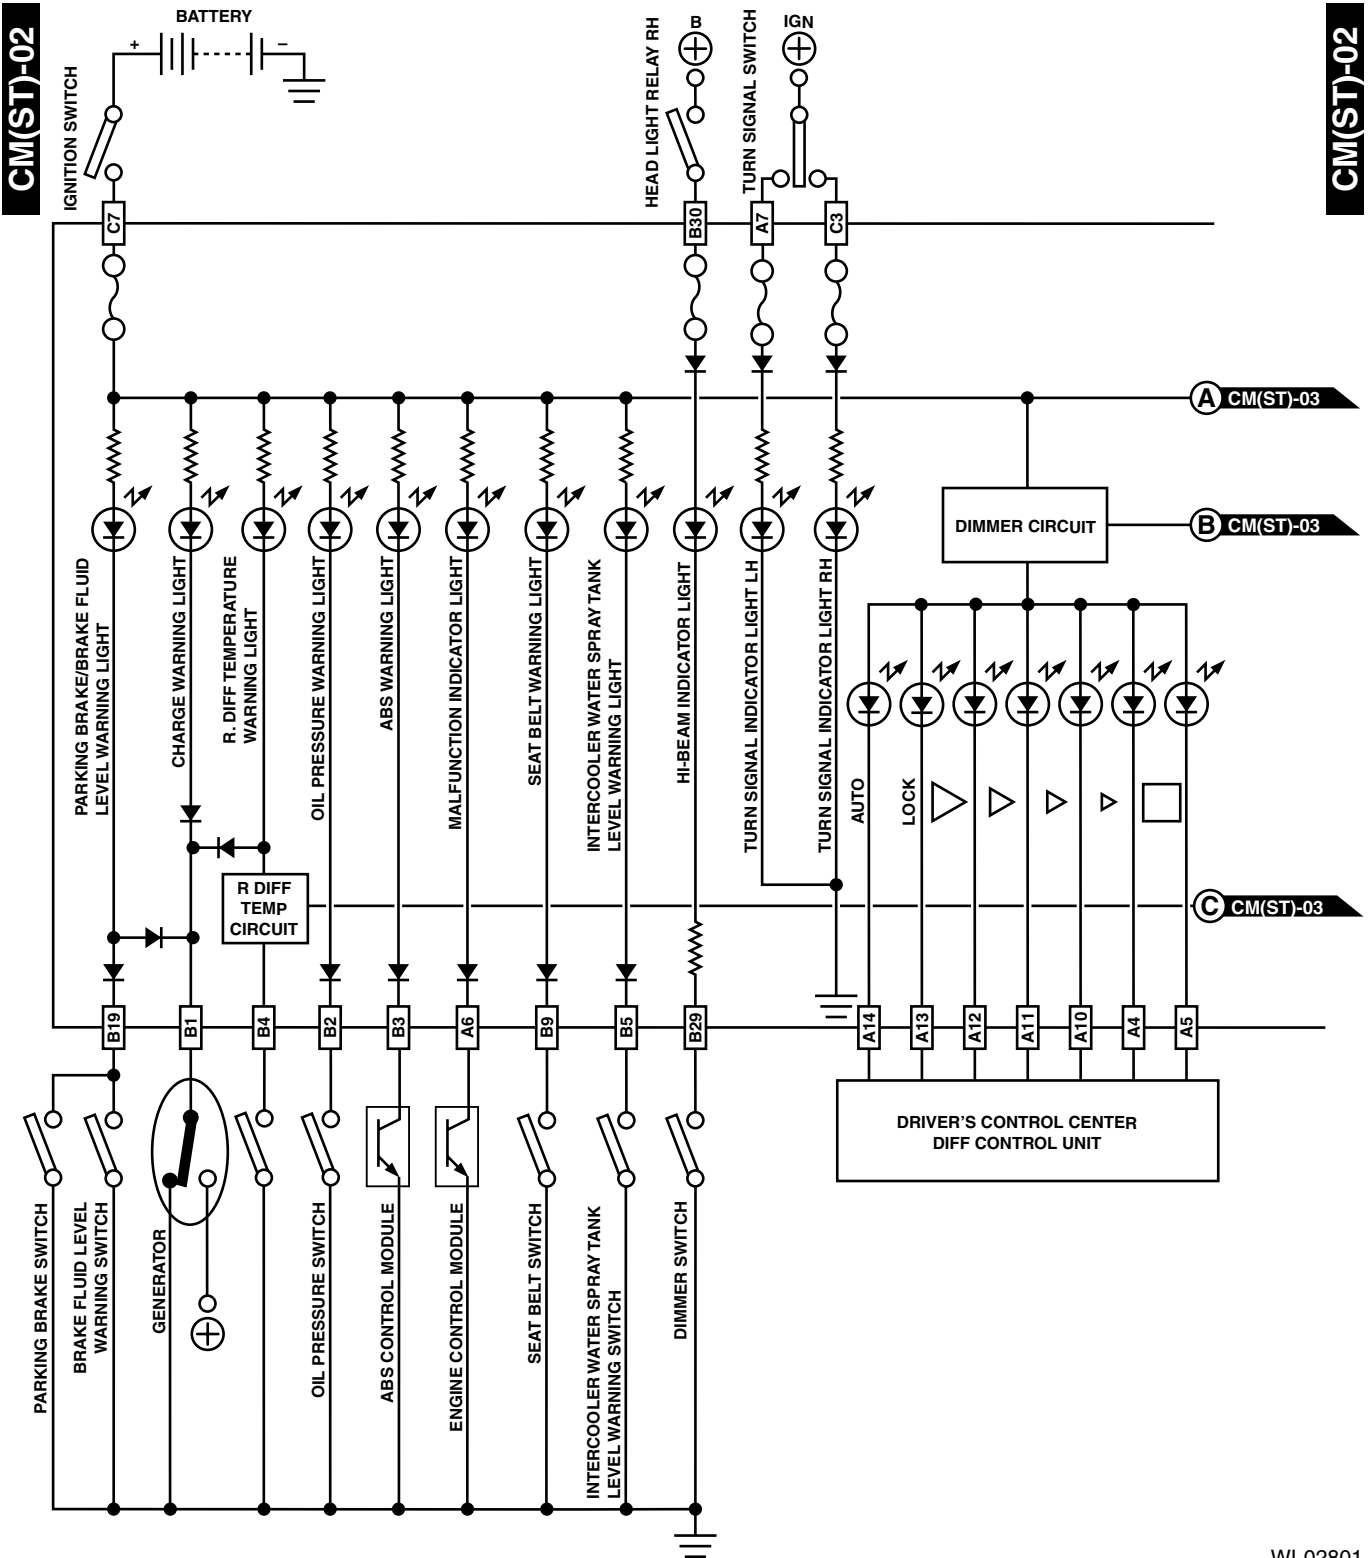 CM(ST)-02
CM(ST)-02
BATTERY
+
–
IGNITION SWITCH
HEAD LIGHT RELAY RH
B
TURN SIGNAL SWITCH
IGN
C7
B30
A7
C3
A
CM(ST)-03
DIMMER CIRCUIT
B
CM(ST)-03
PARKING BRAKE/BRAKE FLUID
LEVEL WARNING LIGHT
CHARGE WARNING LIGHT
R. DIFF TEMPERATURE
WARNING LIGHT
OIL PRESSURE WARNING LIGHT
ABS WARNING LIGHT
MALFUNCTION INDICATOR LIGHT
SEAT BELT WARNING LIGHT
INTERCOOLER WATER SPRAY TANK
LEVEL WARNING LIGHT
HI-BEAM INDICATOR LIGHT
TURN SIGNAL INDICATOR LIGHT LH
TURN SIGNAL INDICATOR LIGHT RH
AUTO
LOCK
R DIFF
TEMP
CIRCUIT
C
CM(ST)-03
B19
B1
B4
B2
B3
A6
B9
B5
B29
A14
A13
A12
A11
A10
A4
A5
DRIVER'S CONTROL CENTER
DIFF CONTROL UNIT
PARKING BRAKE SWITCH
BRAKE FLUID LEVEL
WARNING SWITCH
GENERATOR
OIL PRESSURE SWITCH
ABS CONTROL MODULE
ENGINE CONTROL MODULE
SEAT BELT SWITCH
INTERCOOLER WATER SPRAY TANK
LEVEL WARNING SWITCH
DIMMER SWITCH